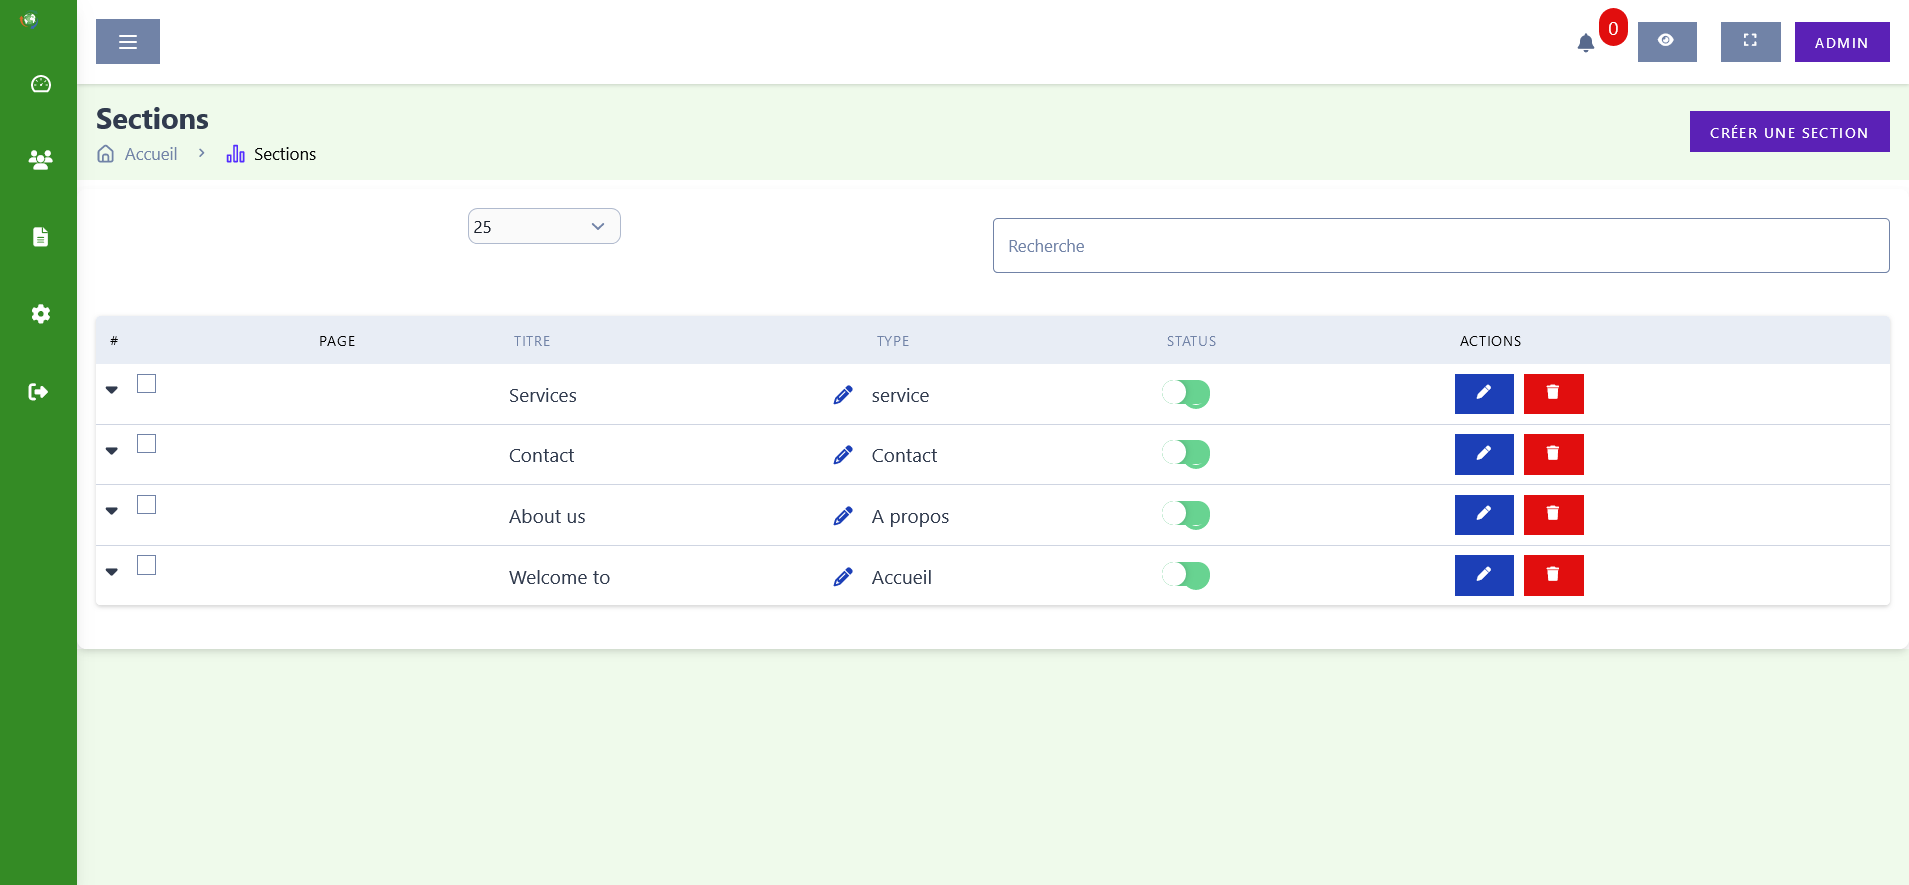 0
ADMIN
Sections
Accueil > Sections
CRÉER UNE SECTION
25
Recherche
# PAGE TITRE TYPE STATUS ACTIONS
Services service
Contact Contact
About us A propos
Welcome to Accueil